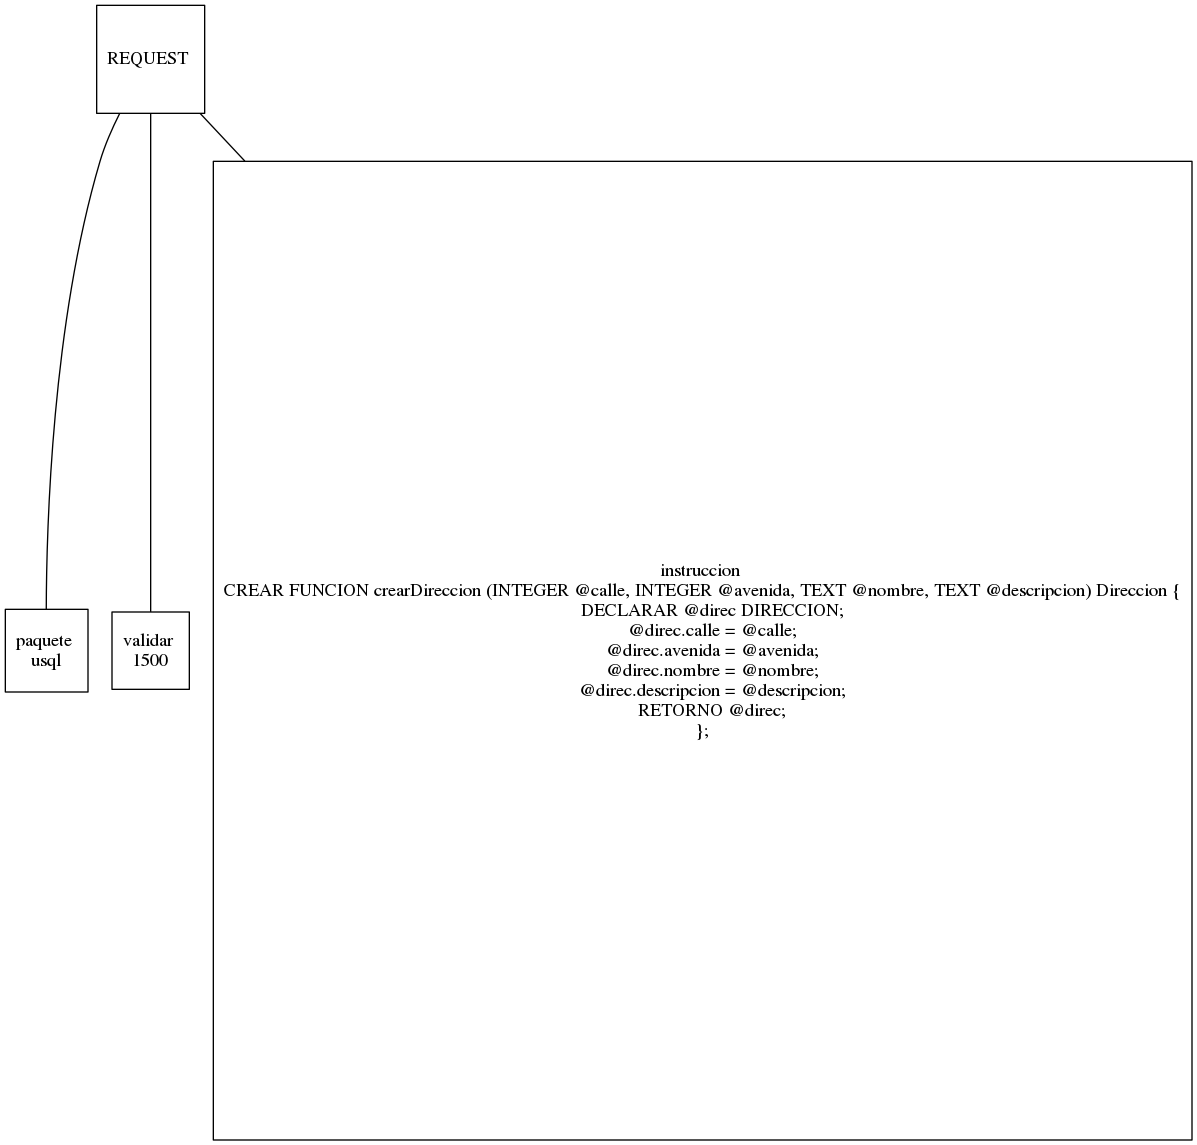 REQUEST
paquete
usql
validar
1500
instruccion
CREAR FUNCION crearDireccion (INTEGER @calle, INTEGER @avenida, TEXT @nombre, TEXT @descripcion) Direccion {
DECLARAR @direc DIRECCION;
@direc.calle = @calle;
@direc.avenida = @avenida;
@direc.nombre = @nombre;
@direc.descripcion = @descripcion;
RETORNO @direc;
};